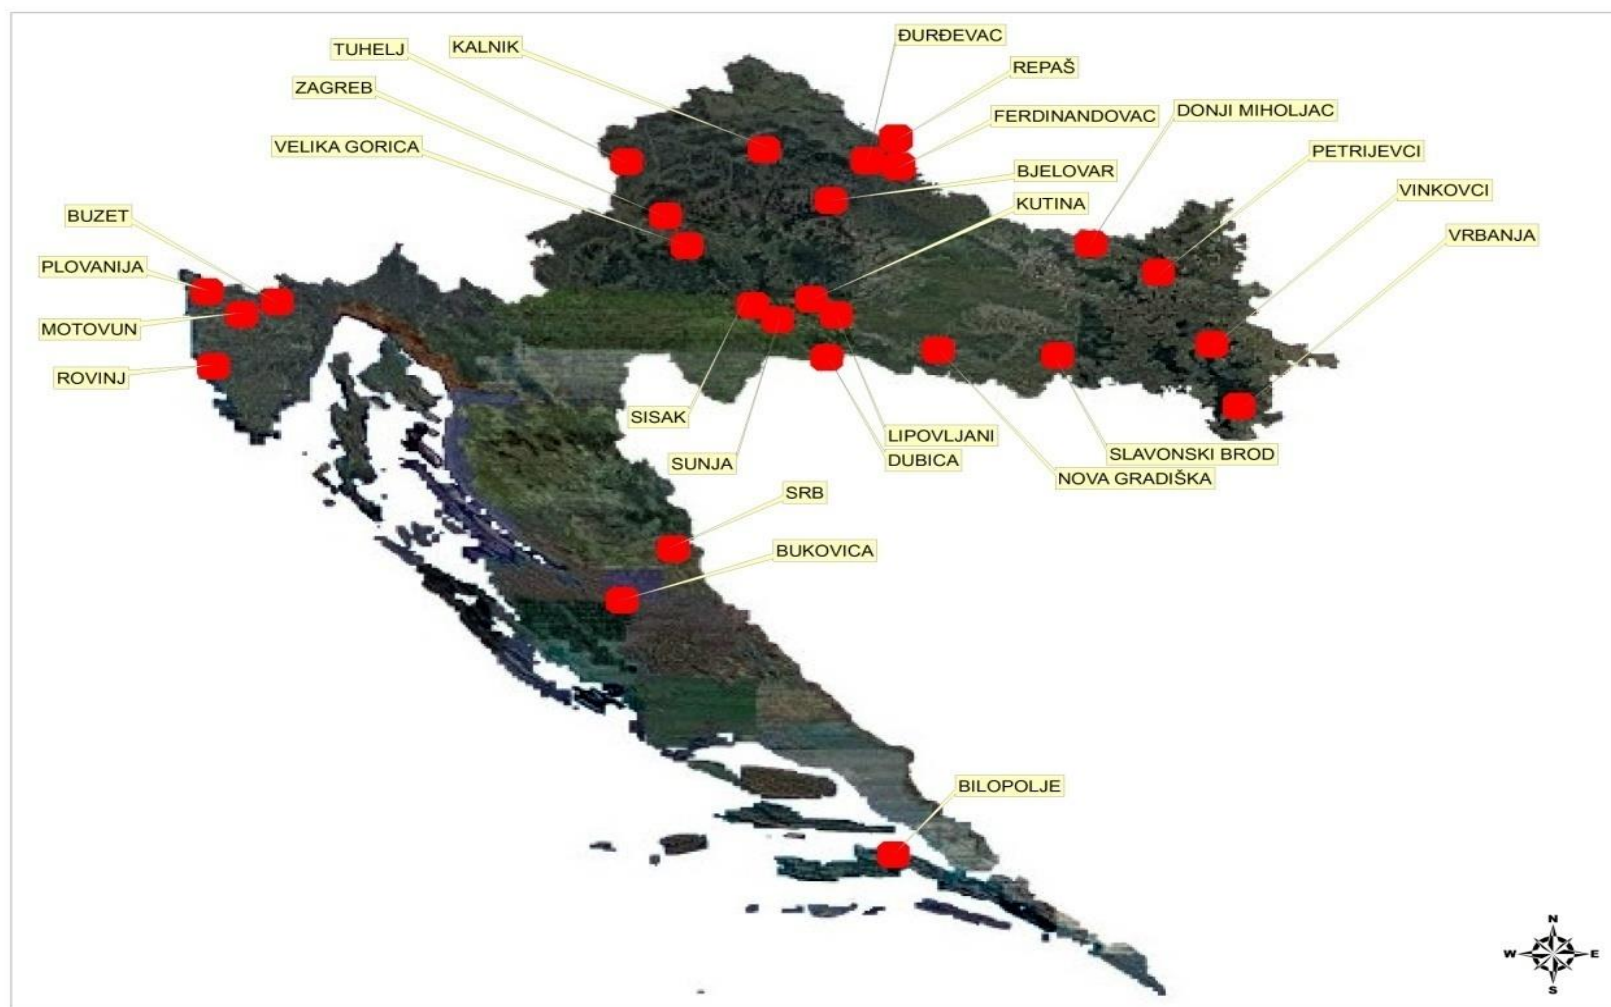 ĐURĐEVAC
TUHELJ
KALNIK
REPAŠ
ZAGREB
DONJI MIHOLJAC
FERDINANDOVAC
VELIKA GORICA
PETRIJEVCI
BJELOVAR
VINKOVCI
KUTINA
BUZET
VRBANJA
PLOVANIJA
MOTOVUN
ROVINJ
SISAK
LIPOVLJANI
SLAVONSKI BROD
SUNJA
DUBICA
NOVA GRADIŠKA
SRB
BUKOVICA
BILOPOLJE
N
W E
S